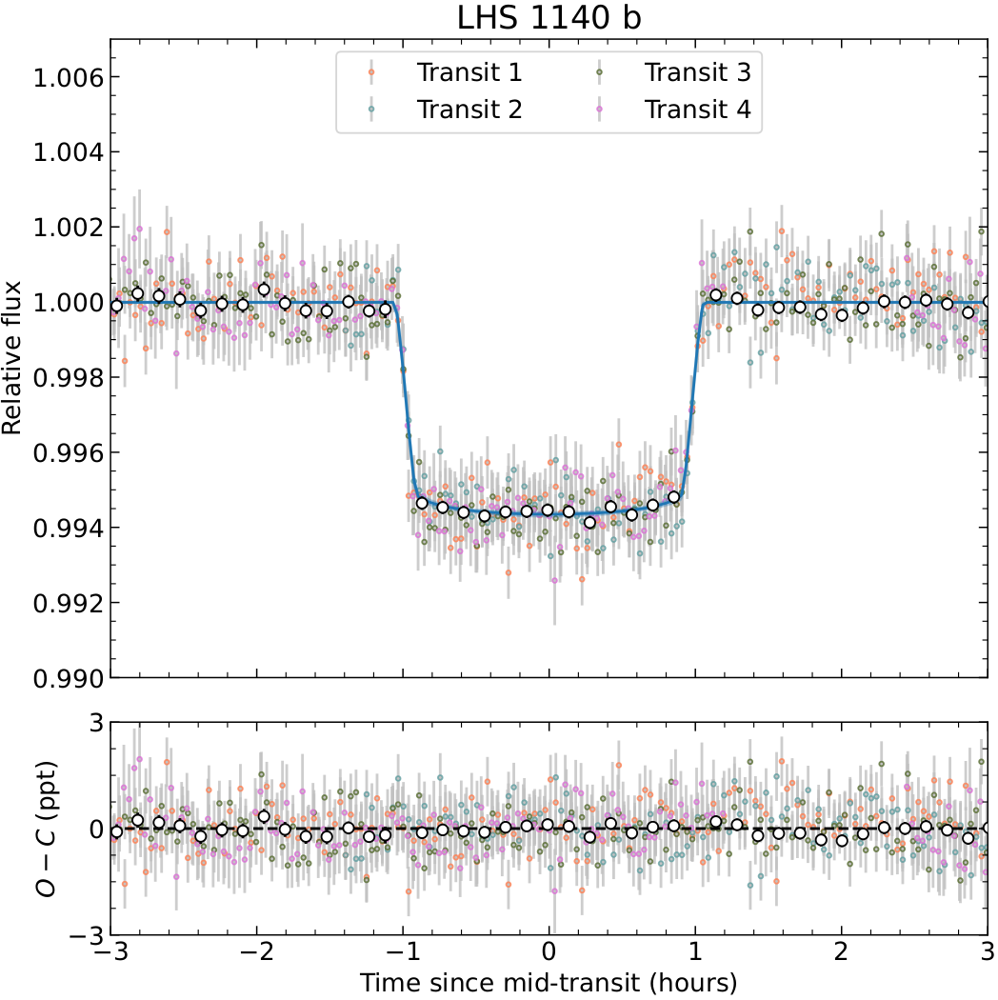 LHS 1140 b
Transit 1
Transit 2
Transit 3
Transit 4
Relative flux
1.006
1.004
1.002
1.000
0.998
0.996
0.994
0.992
0.990
O − C (ppt)
3
0
−3
−3 −2 −1 0 1 2 3
Time since mid-transit (hours)